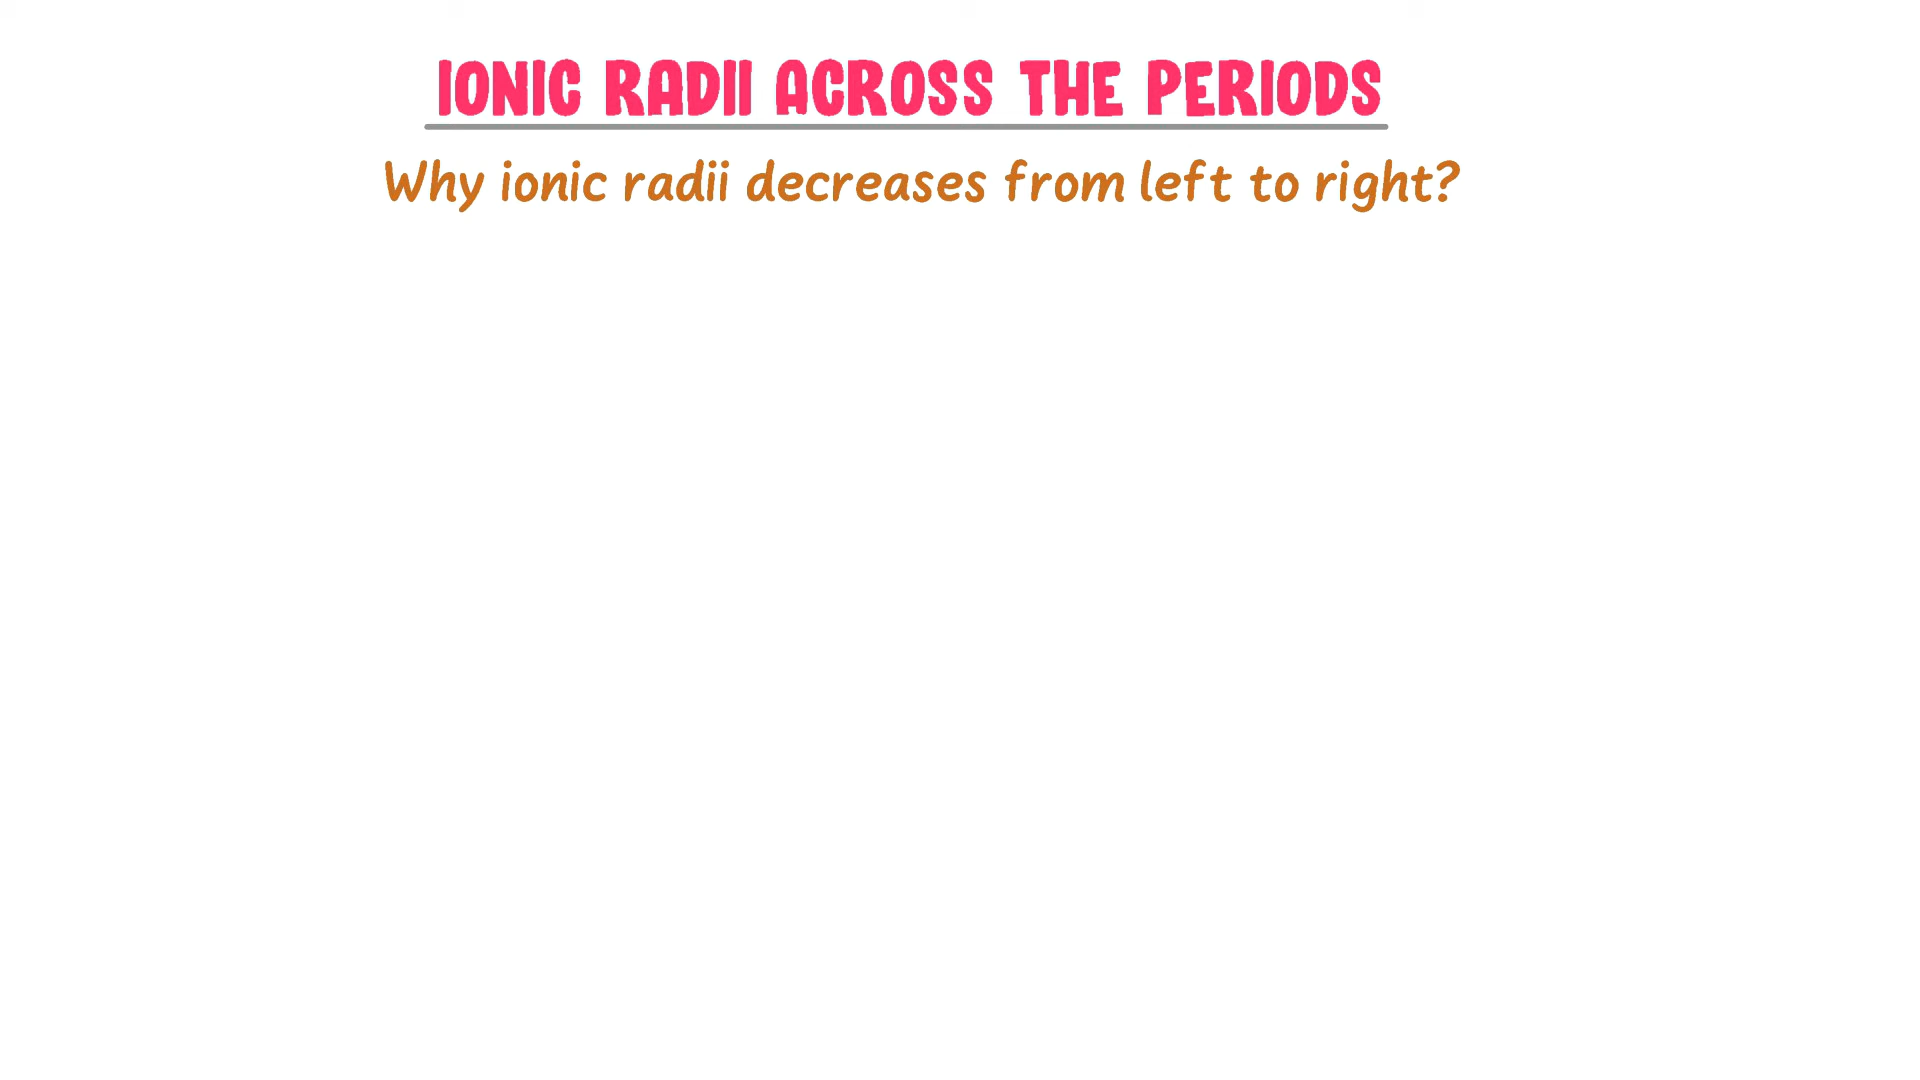 IONIC RADII ACROSS THE PERIODS
Why ionic radii decreases from left to right?